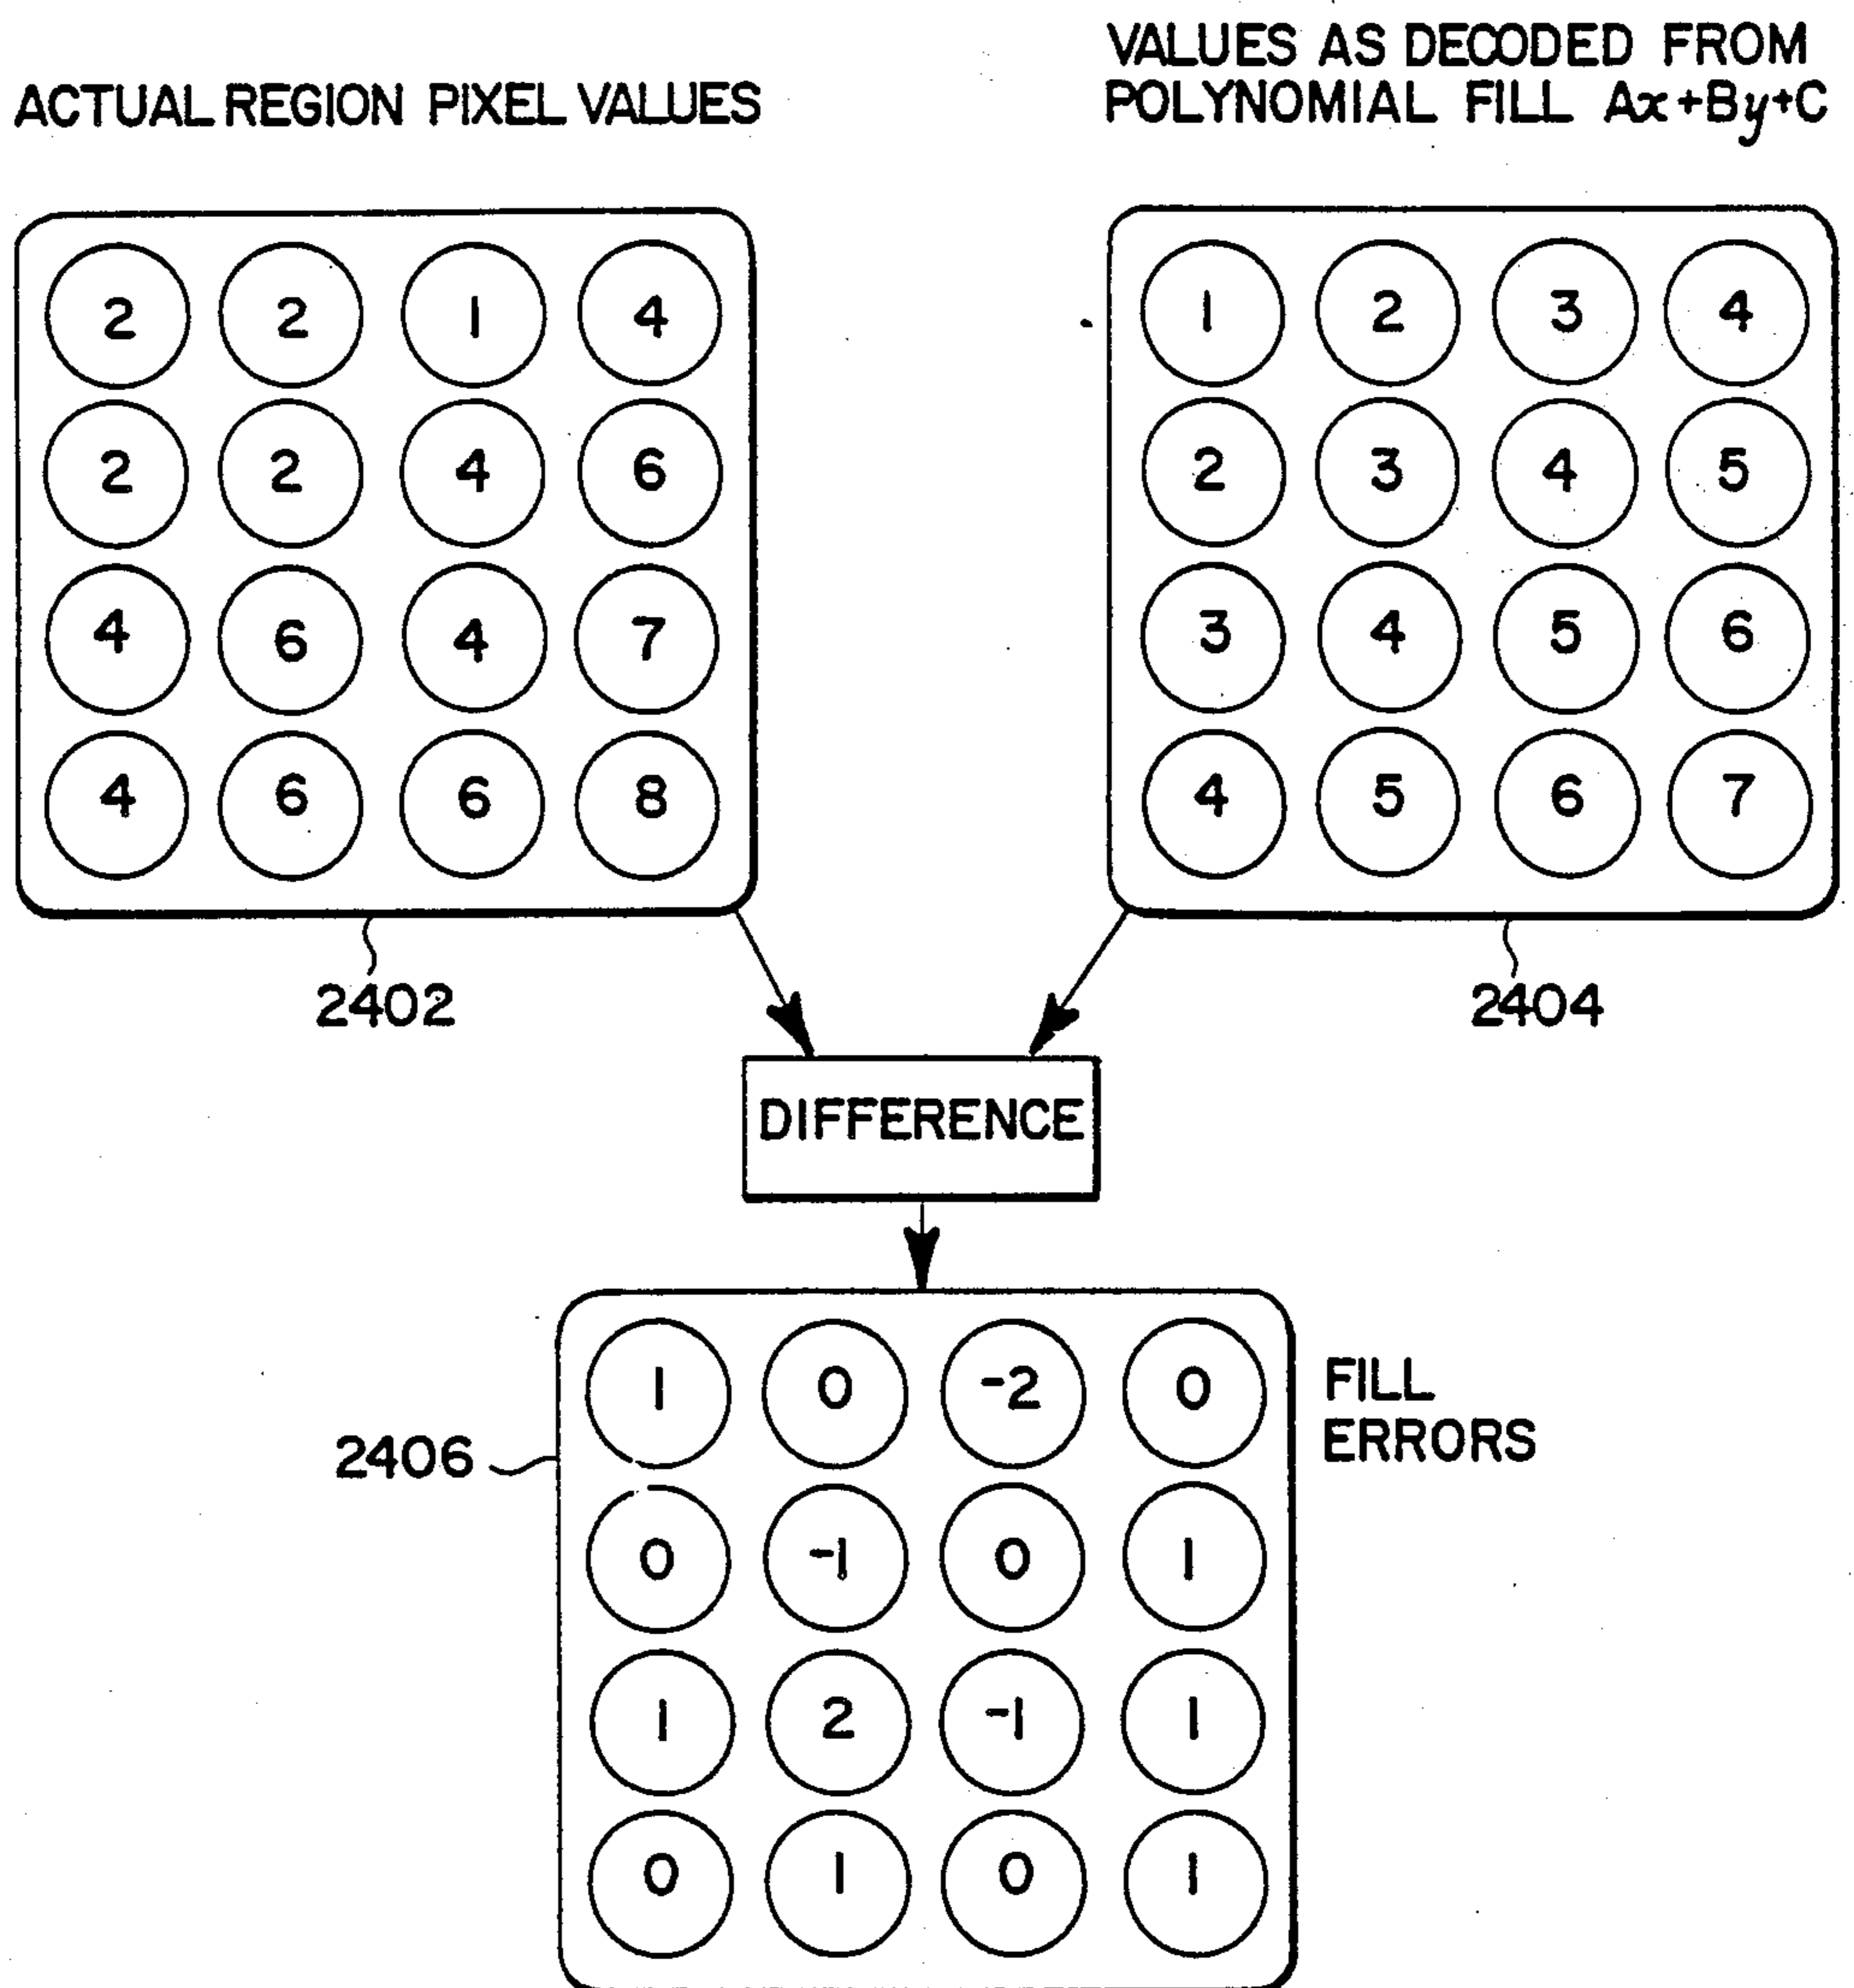 ACTUAL REGION PIXEL VALUES
VALUES AS DECODED FROM
POLYNOMIAL FILL Ax+By+C
2 2 1 4
2 2 4 6
4 6 4 7
4 6 6 8
2402
1 2 3 4
2 3 4 5
3 4 5 6
4 5 6 7
2404
DIFFERENCE
1 0 -2 0
0 -1 0 1
1 2 -1 1
0 1 0 1
2406
FILL
ERRORS